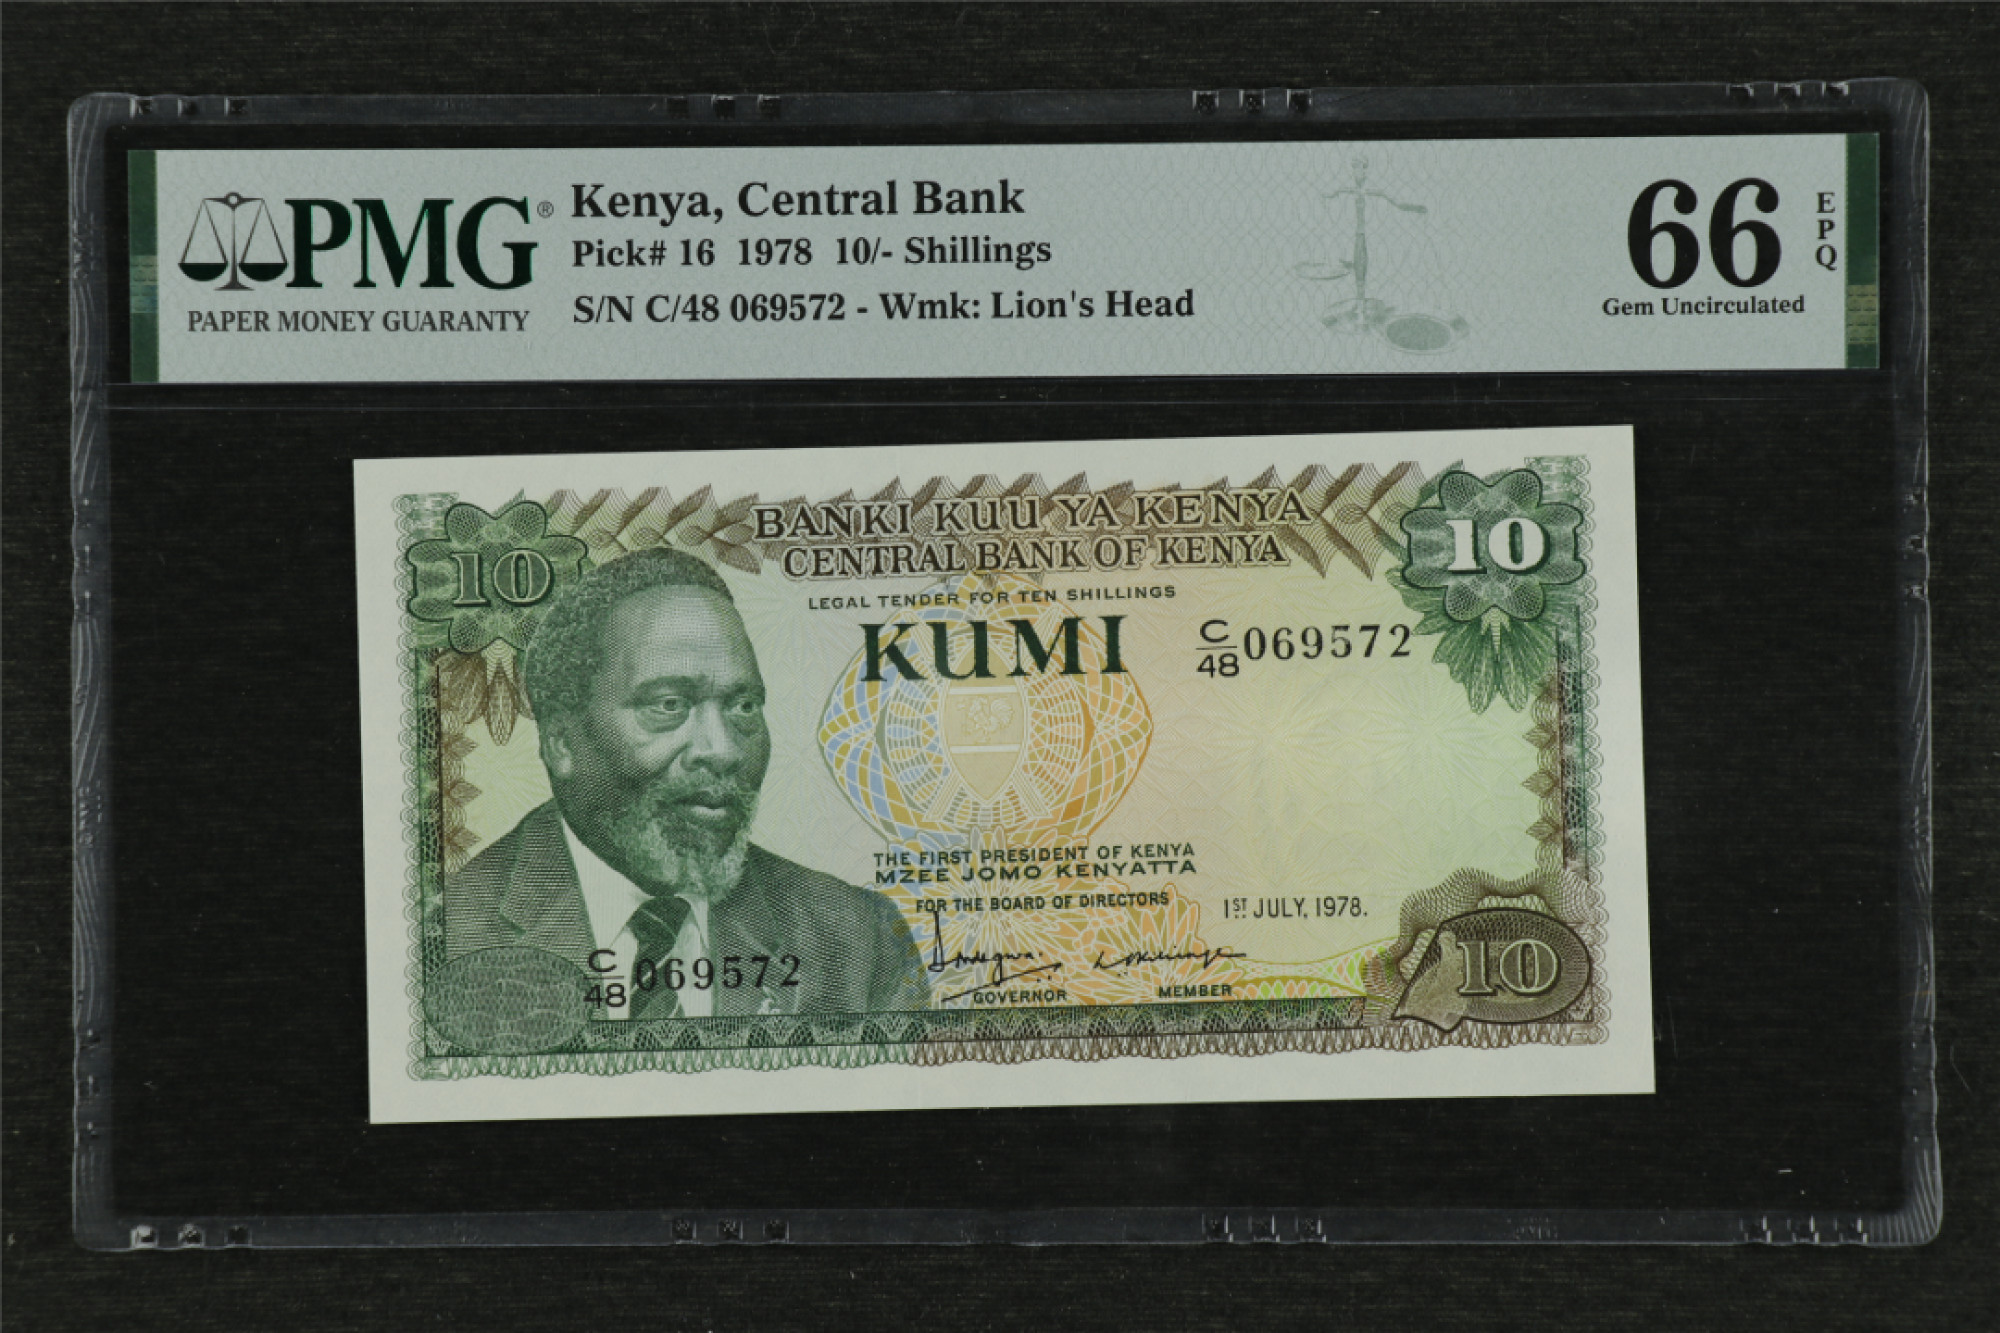 PMG®
PAPER MONEY GUARANTY
Kenya, Central Bank
Pick# 16 1978 10/- Shillings
S/N C/48 069572 - Wmk: Lion's Head
66
EPQ
Gem Uncirculated
BANKI KUU YA KENYA
CENTRAL BANK OF KENYA
10
10
LEGAL TENDER FOR TEN SHILLINGS
KUMI
C/48 069572
THE FIRST PRESIDENT OF KENYA
MZEE JOMO KENYATTA
FOR THE BOARD OF DIRECTORS
1ST JULY, 1978.
C/48 069572
GOVERNOR
MEMBER
10